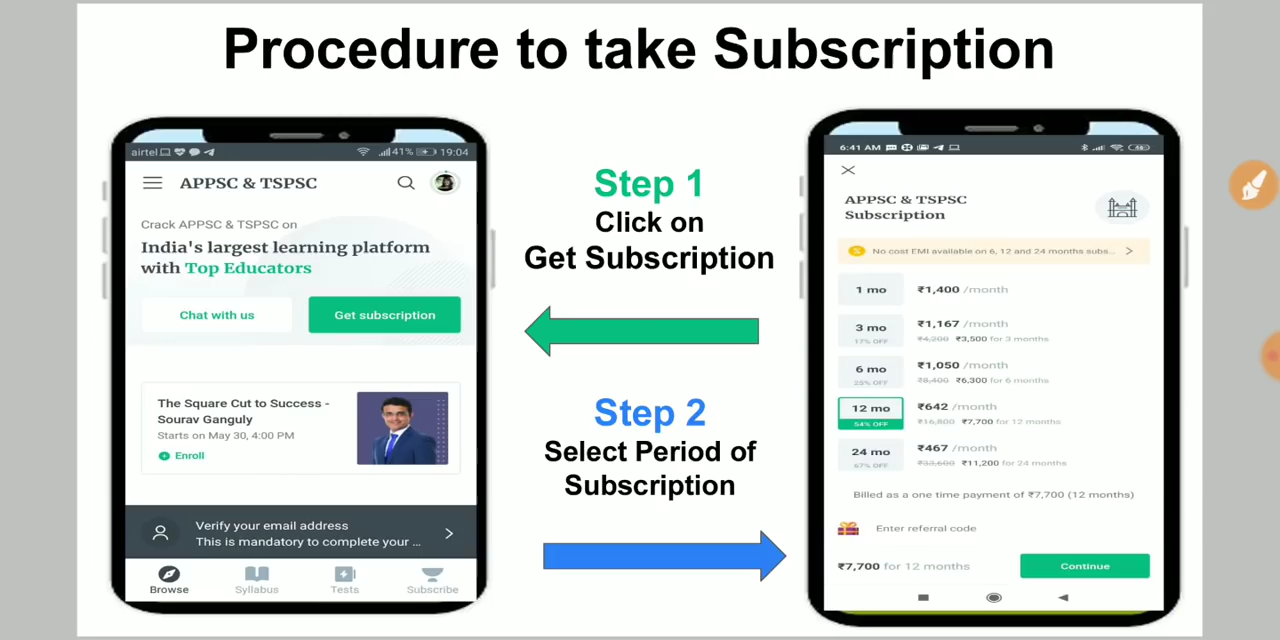 Procedure to take Subscription
airtel 41% 19:04
APPSC & TSPSC
Crack APPSC & TSPSC on
India's largest learning platform
with Top Educators
Chat with us
Get subscription
The Square Cut to Success -
Sourav Ganguly
Starts on May 30, 4:00 PM
Enroll
Verify your email address
This is mandatory to complete your ...
Browse Syllabus Tests Subscribe
Step 1
Click on
Get Subscription
Step 2
Select Period of
Subscription
6:41 AM
APPSC & TSPSC
Subscription
No cost EMI available on 6, 12 and 24 months subs...
1 mo ₹1,400 /month
3 mo ₹1,167 /month
17% OFF ₹4,200 ₹3,500 for 3 months
6 mo ₹1,050 /month
25% OFF ₹8,400 ₹6,300 for 6 months
12 mo ₹642 /month
54% OFF ₹16,800 ₹7,700 for 12 months
24 mo ₹467 /month
67% OFF ₹33,600 ₹11,200 for 24 months
Billed as a one time payment of ₹7,700 (12 months)
Enter referral code
₹7,700 for 12 months
Continue